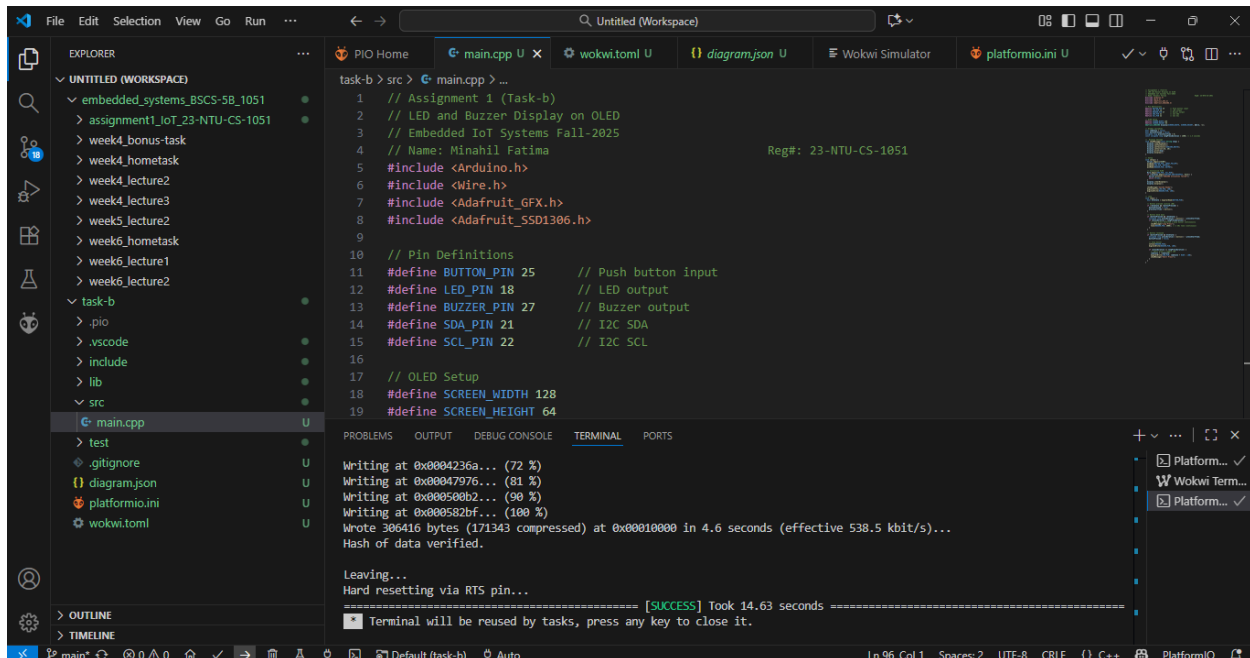 File Edit Selection View Go Run ...
Untitled (Workspace)
EXPLORER
UNTITLED (WORKSPACE)
embedded_systems_BSCS-5B_1051
assignment1_IoT_23-NTU-CS-1051
week4_bonus-task
week4_hometask
week4_lecture2
week4_lecture3
week5_lecture2
week6_hometask
week6_lecture1
week6_lecture2
task-b
.pio
.vscode
include
lib
src
main.cpp U
test
.gitignore U
diagram.json U
platformio.ini U
wokwi.toml U
OUTLINE
TIMELINE
18
PIO Home
main.cpp U
wokwi.toml U
diagram.json U
Wokwi Simulator
platformio.ini U
task-b > src > main.cpp > ...
1 // Assignment 1 (Task-b)
2 // LED and Buzzer Display on OLED
3 // Embedded IoT Systems Fall-2025
4 // Name: Minahil Fatima Reg#: 23-NTU-CS-1051
5 #include <Arduino.h>
6 #include <Wire.h>
7 #include <Adafruit_GFX.h>
8 #include <Adafruit_SSD1306.h>
9
10 // Pin Definitions
11 #define BUTTON_PIN 25 // Push button input
12 #define LED_PIN 18 // LED output
13 #define BUZZER_PIN 27 // Buzzer output
14 #define SDA_PIN 21 // I2C SDA
15 #define SCL_PIN 22 // I2C SCL
16
17 // OLED Setup
18 #define SCREEN_WIDTH 128
19 #define SCREEN_HEIGHT 64
PROBLEMS OUTPUT DEBUG CONSOLE TERMINAL PORTS
Writing at 0x0004236a... (72 %)
Writing at 0x00047976... (81 %)
Writing at 0x000500b2... (90 %)
Writing at 0x000582bf... (100 %)
Wrote 306416 bytes (171343 compressed) at 0x00010000 in 4.6 seconds (effective 538.5 kbit/s)...
Hash of data verified.
Leaving...
Hard resetting via RTS pin...
=========================================== [SUCCESS] Took 14.63 seconds ===========================================
* Terminal will be reused by tasks, press any key to close it.
Platform...
Wokwi Term...
Platform...
main* 0 0 Default (task-b) Auto Ln 96, Col 1 Spaces: 2 UTF-8 CRLF {} C++ PlatformIO